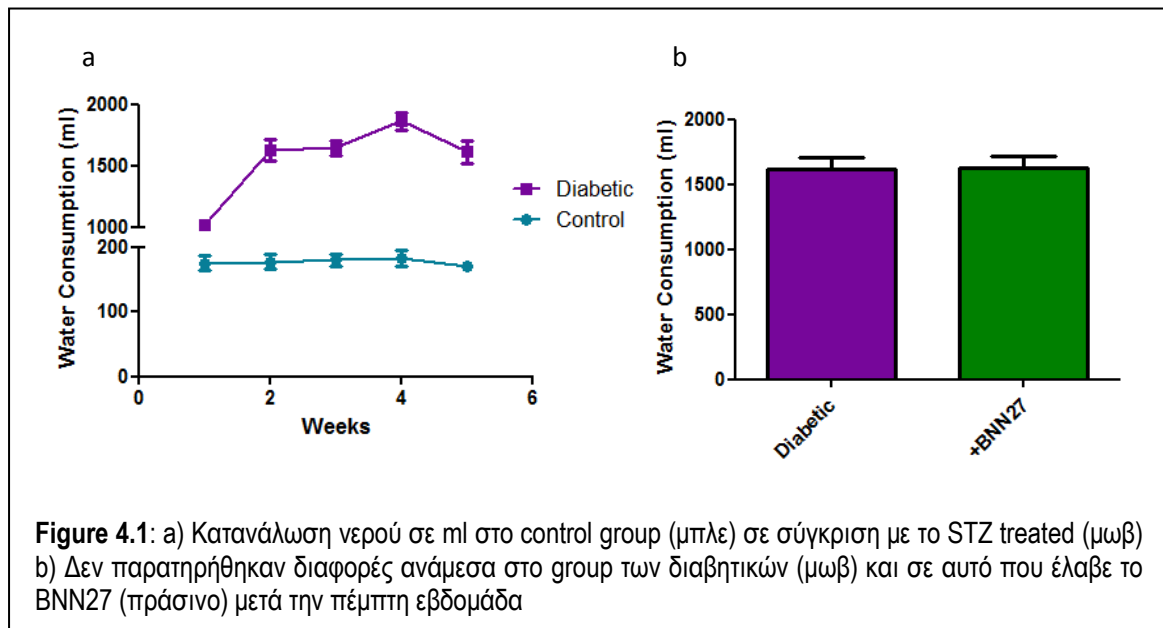 a
b
Water Consumption (ml)
2000
1500
1000
200
100
0
0
2
4
6
Weeks
Diabetic
Control
Water Consumption (ml)
2000
1500
1000
500
0
Diabetic
+BNN27
Figure 4.1: a) Κατανάλωση νερού σε ml στο control group (μπλε) σε σύγκριση με το STZ treated (μωβ)
b) Δεν παρατηρήθηκαν διαφορές ανάμεσα στο group των διαβητικών (μωβ) και σε αυτό που έλαβε το
BNN27 (πράσινο) μετά την πέμπτη εβδομάδα